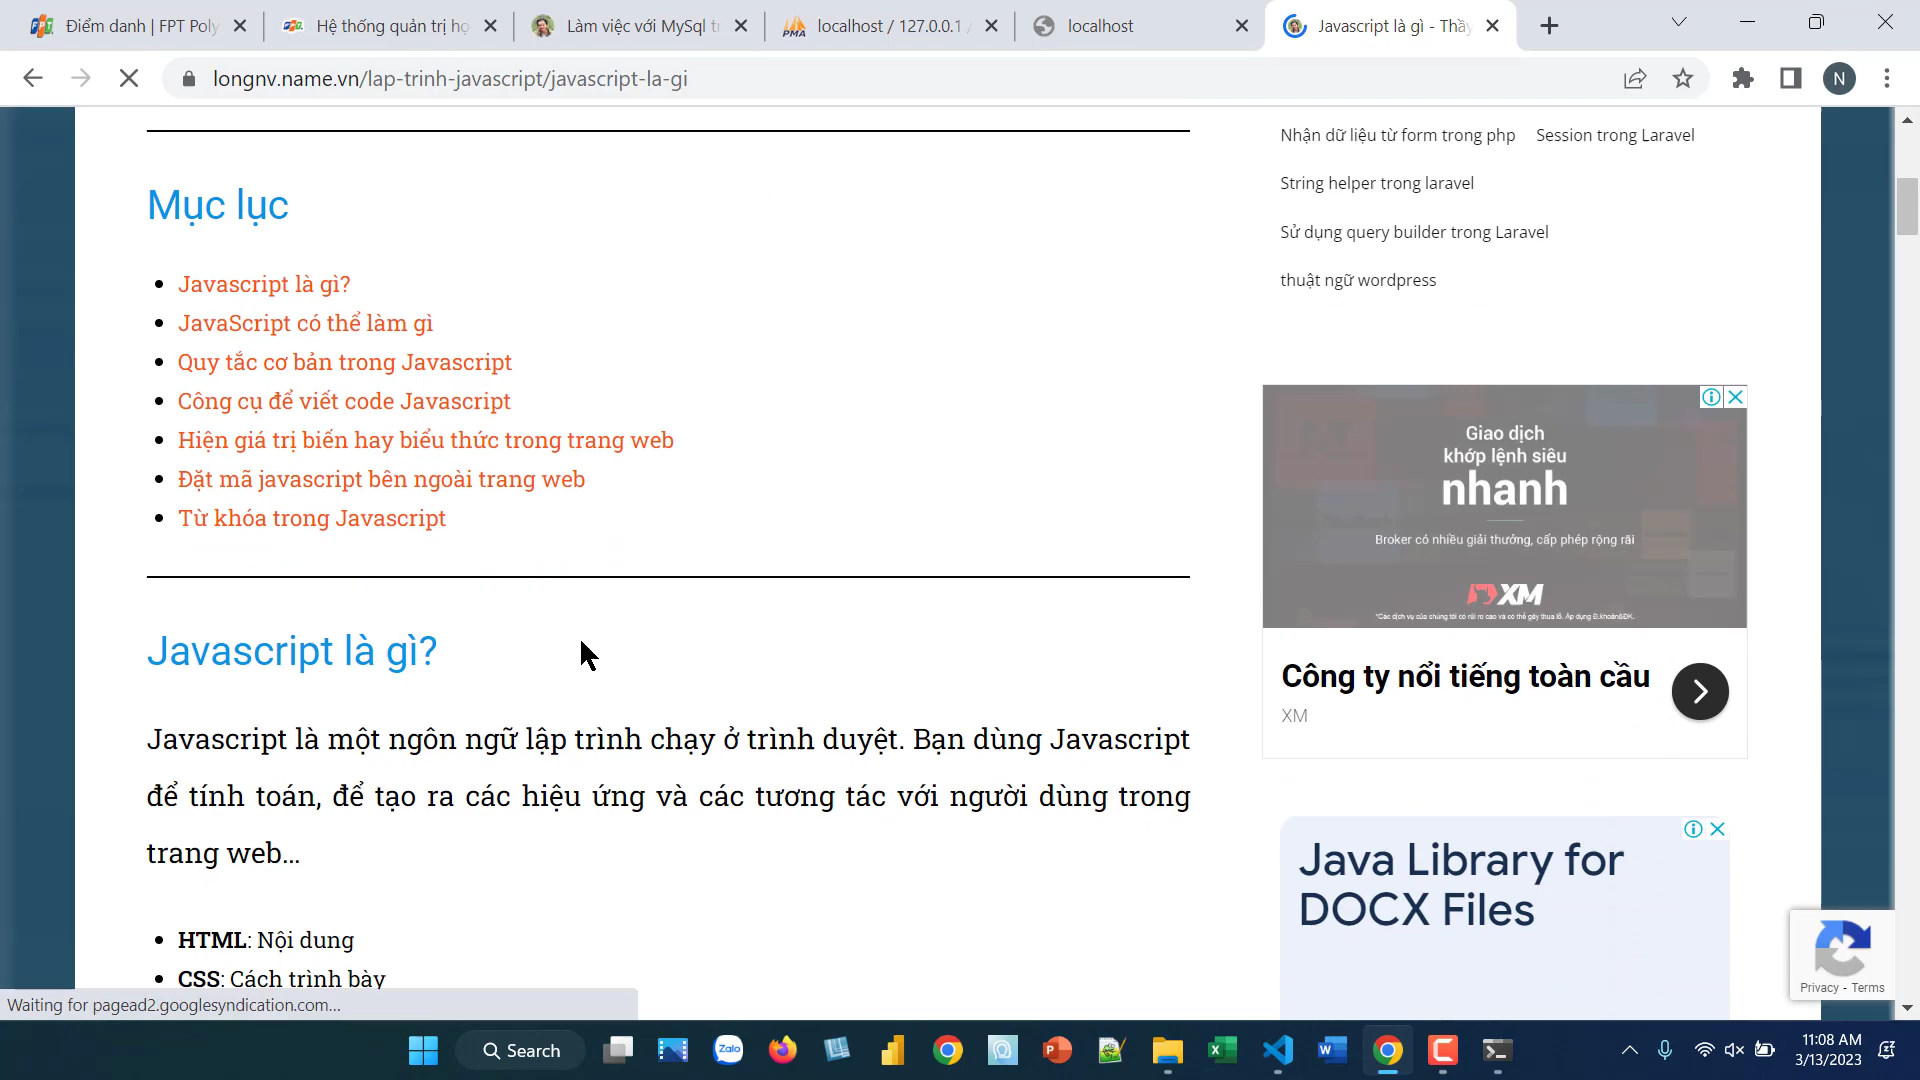 Điểm danh | FPT Poly
Hệ thống quản trị họ
Làm việc với MySql t
localhost / 127.0.0.1 /
localhost
Javascript là gì - Thầy
longnv.name.vn/lap-trinh-javascript/javascript-la-gi
N
Mục lục
Javascript là gì?
JavaScript có thể làm gì
Quy tắc cơ bản trong Javascript
Công cụ để viết code Javascript
Hiện giá trị biến hay biểu thức trong trang web
Đặt mã javascript bên ngoài trang web
Từ khóa trong Javascript
Javascript là gì?
Javascript là một ngôn ngữ lập trình chạy ở trình duyệt. Bạn dùng Javascript
để tính toán, để tạo ra các hiệu ứng và các tương tác với người dùng trong
trang web...
HTML: Nội dung
CSS: Cách trình bày
Nhận dữ liệu từ form trong php Session trong Laravel
String helper trong laravel
Sử dụng query builder trong Laravel
thuật ngữ wordpress
Giao dịch
khớp lệnh siêu
nhanh
Broker có nhiều giải thưởng, cấp phép rộng rãi
XM
Công ty nổi tiếng toàn cầu
XM
Java Library for
DOCX Files
Privacy - Terms
Waiting for pagead2.googlesyndication.com...
Search
Zalo
11:08 AM
3/13/2023